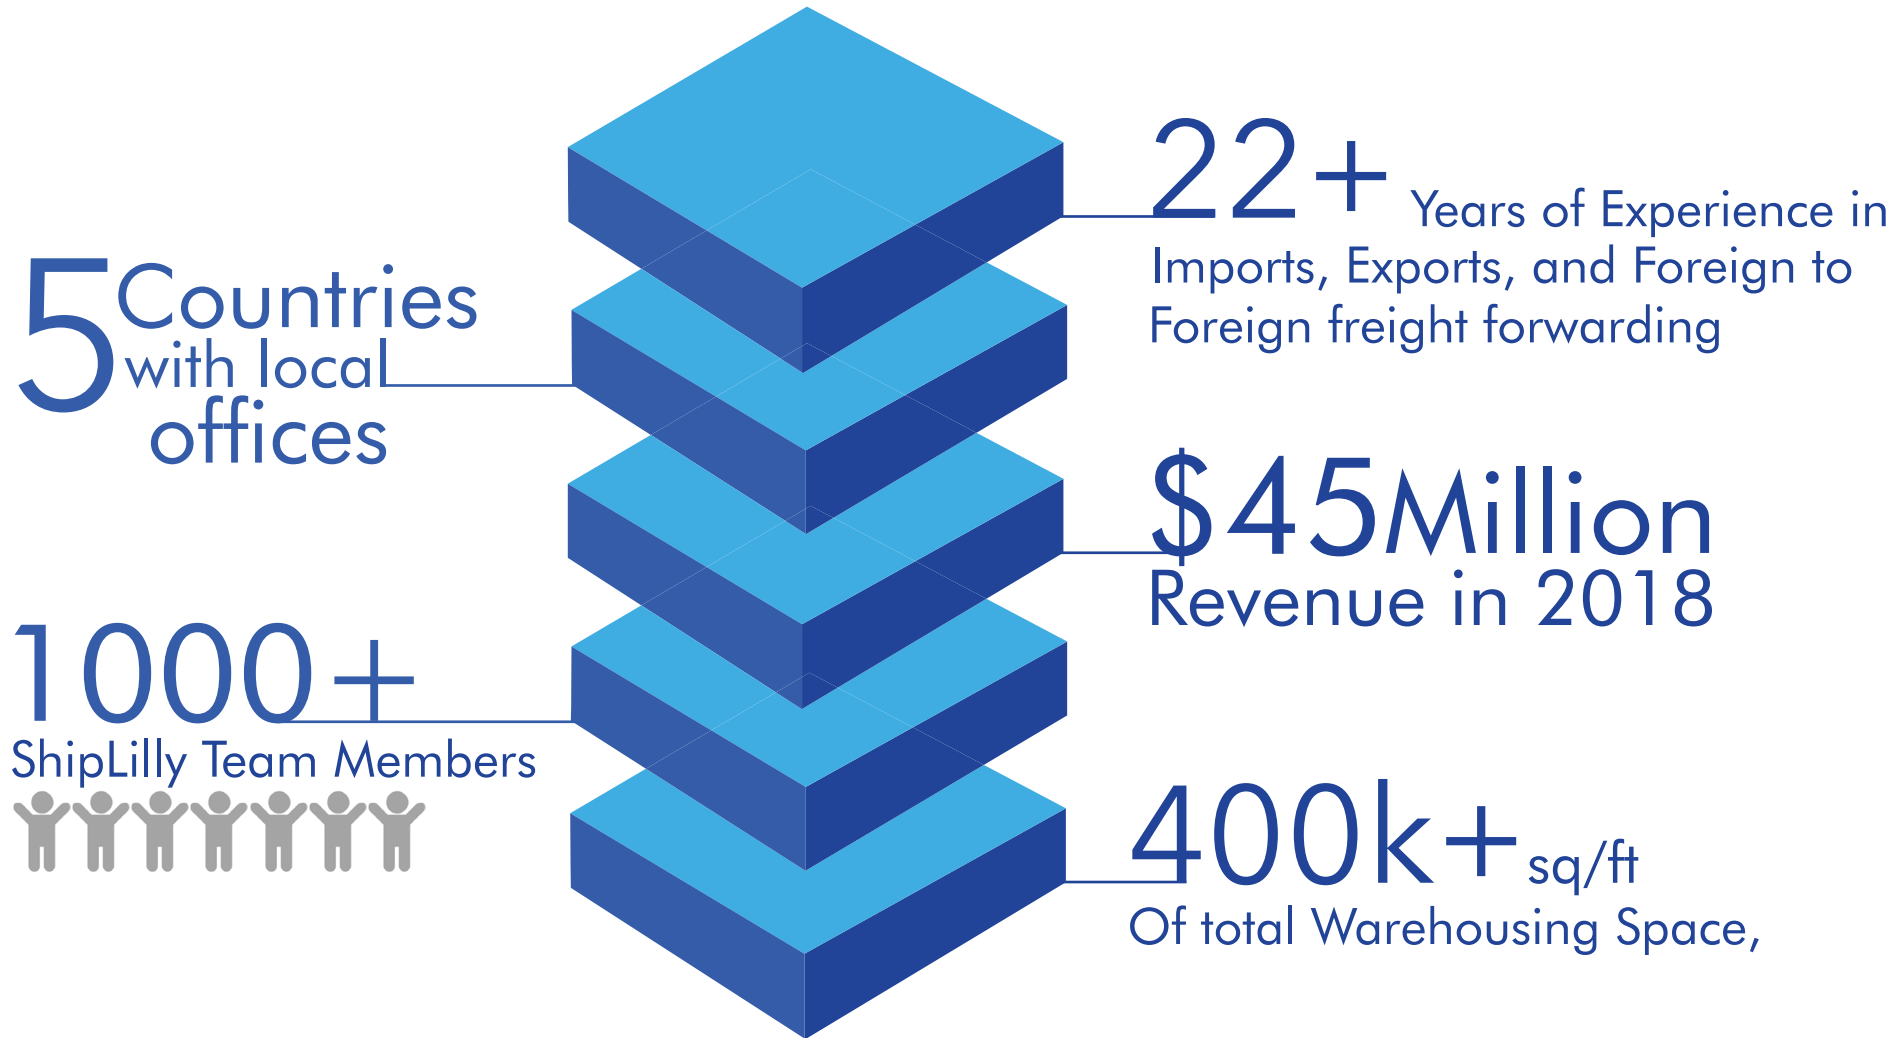 22+ Years of Experience in
Imports, Exports, and Foreign to
Foreign freight forwarding
5 Countries
with local
offices
$45Million
Revenue in 2018
1000+
ShipLilly Team Members
400k+ sq/ft
Of total Warehousing Space,